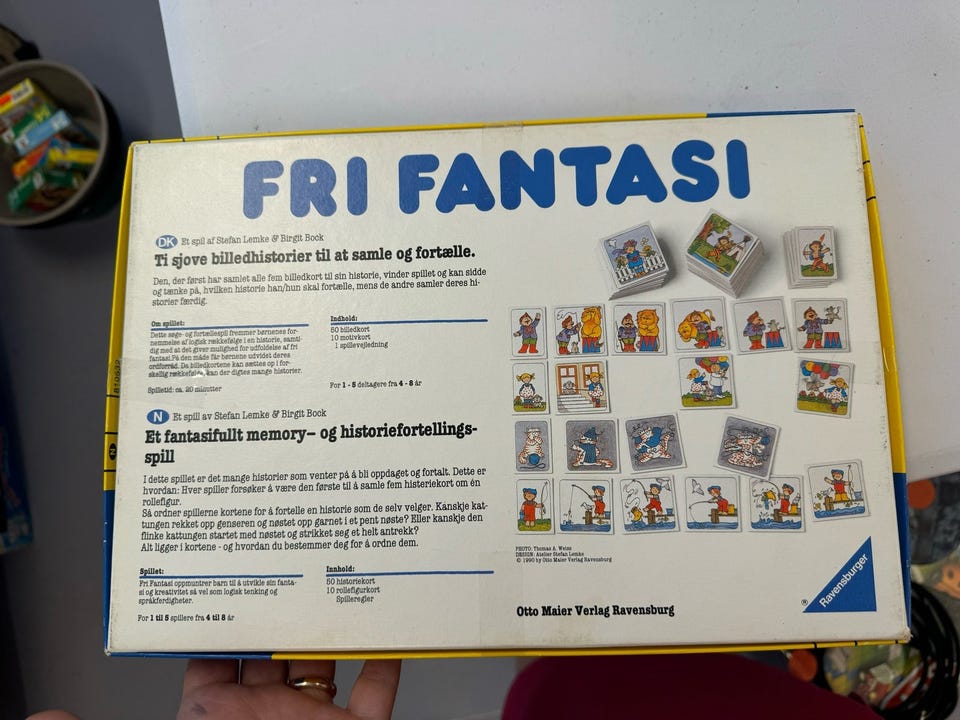 FRI FANTASI
DK Et spil af Stefan Lemke & Birgit Bock
Ti sjove billedhistorier til at samle og fortælle.
Den, der først har samlet alle fem billedkort til sin historie, vinder spillet og kan sidde
og tænke på, hvilken historie han/hun skal fortælle, mens de andre samler deres hi-
storier færdig.
Om spillet:
Dette søge- og fortællespil fremmer børnenes for-
nemmelse af logisk rækkefølge i en historie, samti-
dig med at det giver mulighed for udfoldelse af fri
fantasi. På den måde får børnene udvidet deres
ordforråd. Da billedkortene kan sættes op i for-
skellig rækkefølge, kan der digtes mange historier.
Spilletid: ca. 20 minutter
Indhold:
50 billedkort
10 motivkort
1 spillevejledning
For 1 - 5 deltagere fra 4 - 8 år
N Et spill av Stefan Lemke & Birgit Bock
Et fantasifullt memory– og historiefortellings-
spill
I dette spillet er det mange historier som venter på å bli oppdaget og fortalt. Dette er
hvordan: Hver spiller forsøker å være den første til å samle fem histeriekort om én
rollefigur.
Så ordner spillerne kortene for å fortelle en historie som de selv velger. Kanskje kat-
tungen rekket opp genseren og nøstet opp garnet i et pent nøste? Eller kanskje den
flinke kattungen startet med nøstet og strikket seg et helt antrekk?
Alt ligger i kortene - og hvordan du bestemmer deg for å ordne dem.
Spillet:
Fri Fantasi oppmuntrer barn til å utvikle sin fanta-
si og kreativitet så vel som logisk tenking og
språkferdigheter.
For 1 til 5 spillere fra 4 til 8 år
Innhold:
50 historiekort
10 rollefigurkort
Spilleregler
PHOTO: Thomas A. Weiss
DESIGN: Atelier Stefan Lemke
© 1990 by Otto Maier Verlag Ravensburg
Otto Maier Verlag Ravensburg
® Ravensburger
N